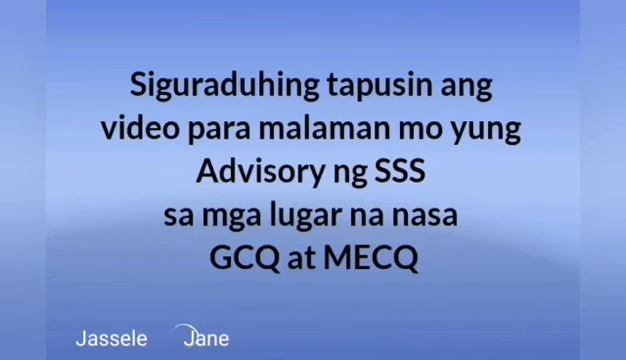 Siguraduhing tapusin ang
video para malaman mo yung
Advisory ng SSS
sa mga lugar na nasa
GCQ at MECQ
Jassele Jane